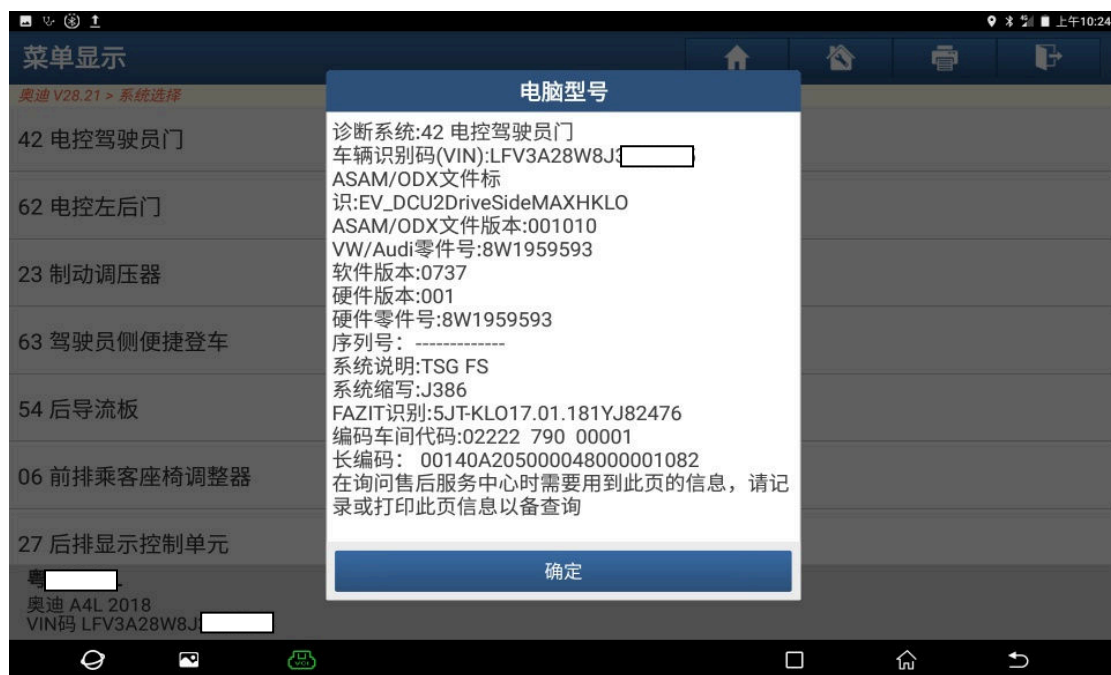 上午10:24
菜单显示
奥迪 V28.21 > 系统选择
42 电控驾驶员门
62 电控左后门
23 制动调压器
63 驾驶员侧便捷登车
54 后导流板
06 前排乘客座椅调整器
27 后排显示控制单元
电脑型号
诊断系统:42 电控驾驶员门
车辆识别码(VIN):LFV3A28W8J
ASAM/ODX文件标
识:EV_DCU2DriveSideMAXHKLO
ASAM/ODX文件版本:001010
VW/Audi零件号:8W1959593
软件版本:0737
硬件版本:001
硬件零件号:8W1959593
序列号： -------------
系统说明:TSG FS
系统缩写:J386
FAZIT识别:5JT-KLO17.01.181YJ82476
编码车间代码:02222 790 00001
长编码： 00140A205000048000001082
在询问售后服务中心时需要用到此页的信息，请记
录或打印此页信息以备查询
确定
粤
奥迪 A4L 2018
VIN码 LFV3A28W8J
VCI